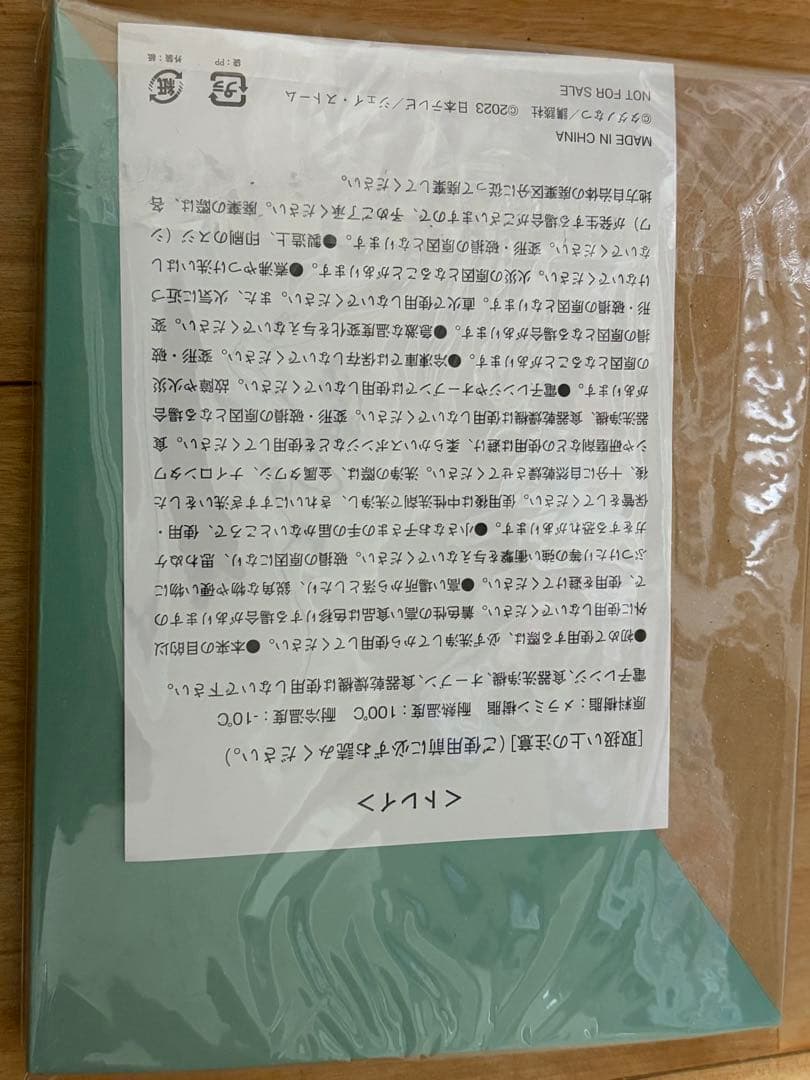 <トレイ>
[取扱い上の注意](ご使用前に必ずお読みください。)
原料樹脂：メラミン樹脂 耐熱温度：100℃ 耐冷温度：-10℃
電子レンジ、食器洗浄機、オーブン、食器乾燥機は使用しないで下さい。
●初めて使用する際は、必ず洗浄してから使用してください。●本来の目的以
外に使用しないでください。着色性の高い食品は色移りする場合がありますの
で、使用を避けてください。●高い場所から落としたり、鋭角な物や硬い物に
ぶつけたり等の強い衝撃を与えないでください。破損の原因になり、思わぬケ
ガをする恐れがあります。●小さなお子さまの手の届かないところで、使用・
保管をしてください。使用後は中性洗剤で洗浄し、きれいにすすぎ洗いをした
後、十分に自然乾燥させてください。洗浄の際は、金属タワシ、ナイロンタワ
シや研磨剤などの使用は避け、柔らかいスポンジなどを使用してください。食
器洗浄機、食器乾燥機は使用しないでください。変形・破損の原因となる場合
があります。●電子レンジやオーブンでは使用しないでください。故障や火災
の原因となることがあります。●冷凍庫では保存しないでください。変形・破
損の原因となる場合があります。●急激な温度変化を与えないでください。変
形・破損の原因となります。直火で使用しないでください。また、火気に近づ
けないでください。火災の原因となることがあります。●煮沸やつけ洗いはし
ないでください。変形・破損の原因となります。●製造上、印刷のスジ(シ
ワ)が発生する場合がございますので、予めご了承ください。廃棄の際は、各
地方自治体の廃棄区分に従って廃棄してください。
MADE IN CHINA
©タダノなつ／講談社 ©2023 日本テレビ／ジェイ・ストーム
NOT FOR SALE
プラ
袋：PP
紙
外装：紙